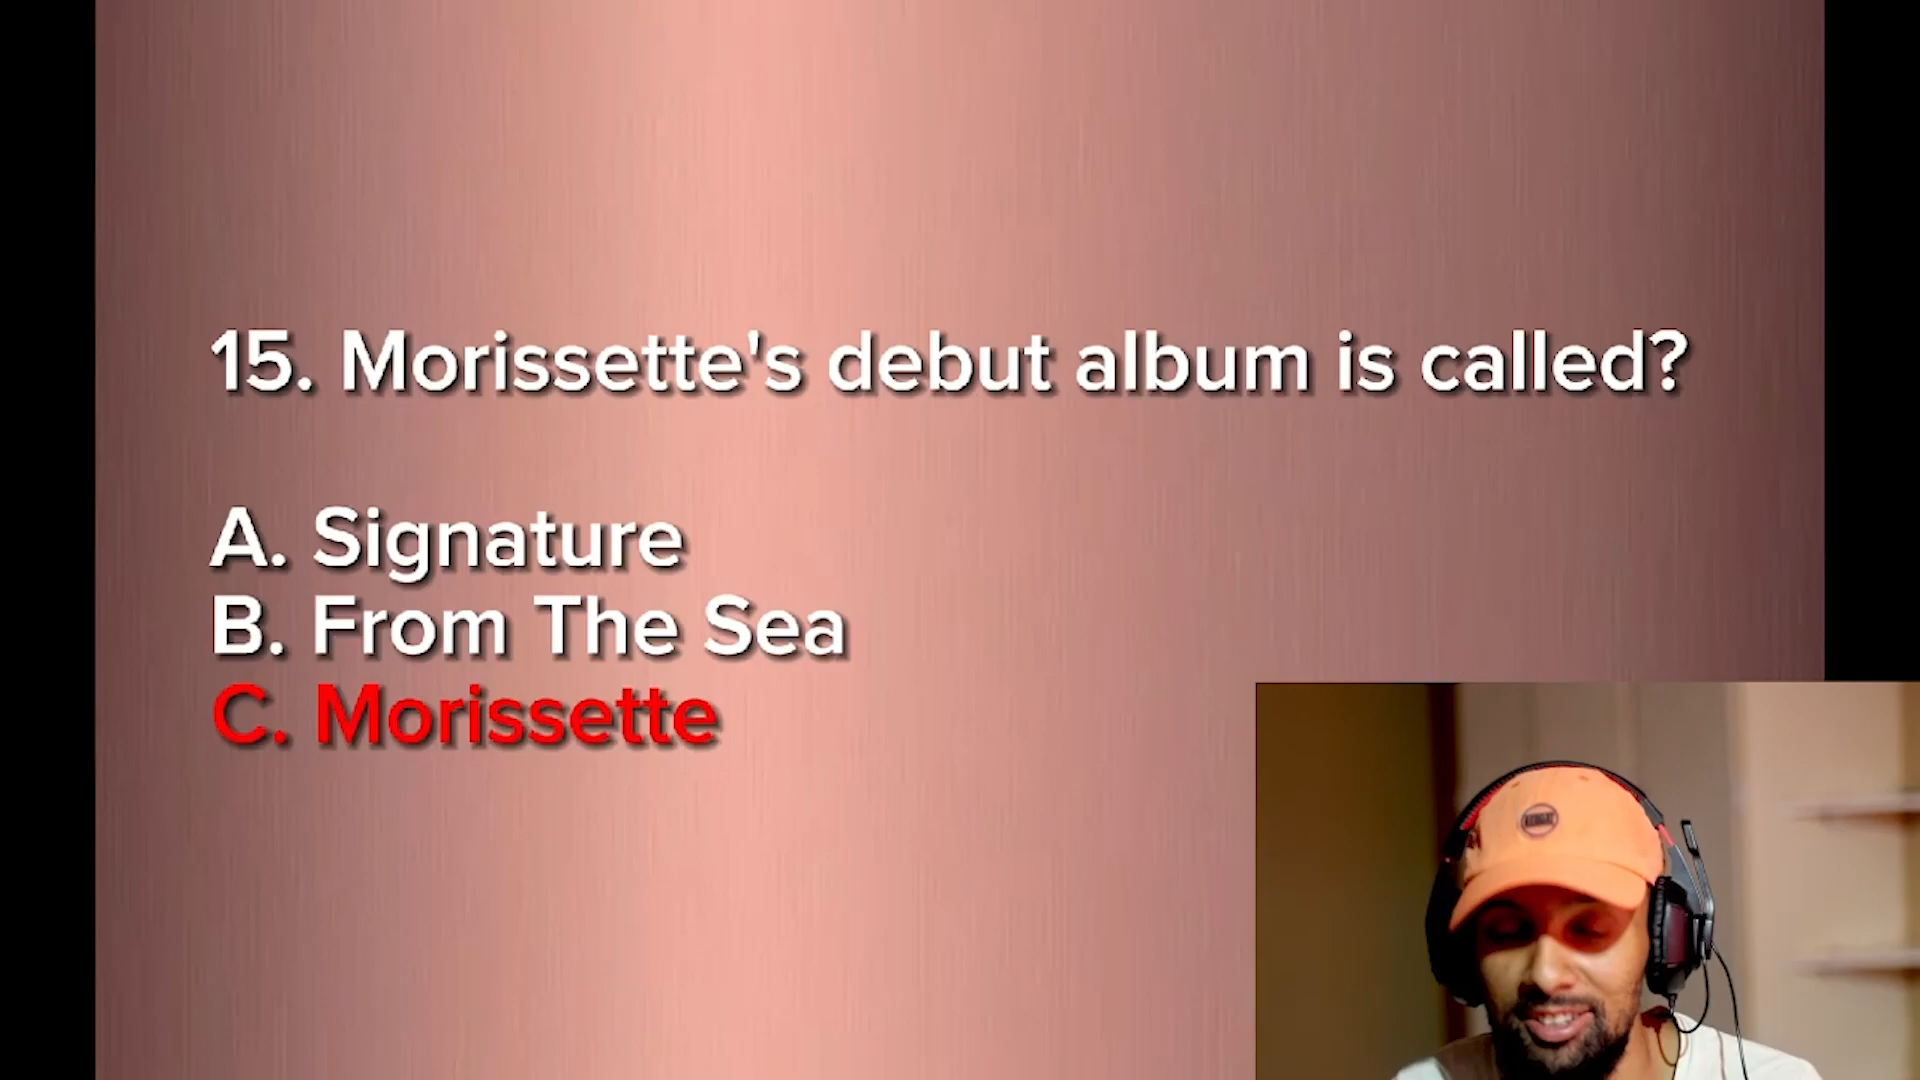 15. Morissette's debut album is called?
A. Signature
B. From The Sea
C. Morissette